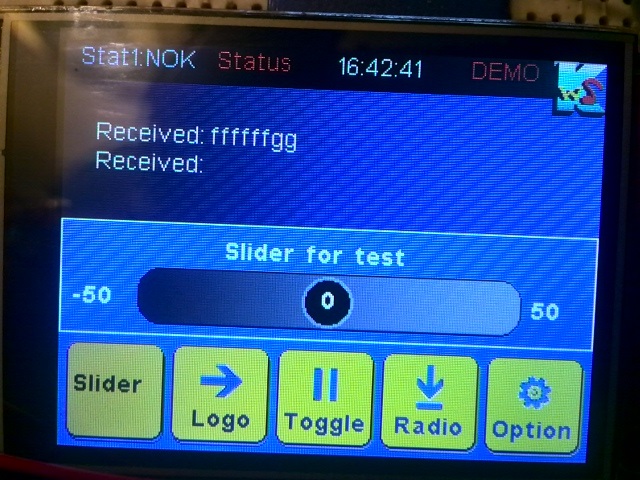 Stat1:NOK Status 16:42:41 DEMO
Received: ffffffgg
Received:
Slider for test
-50 0 50
Slider Logo Toggle Radio Option